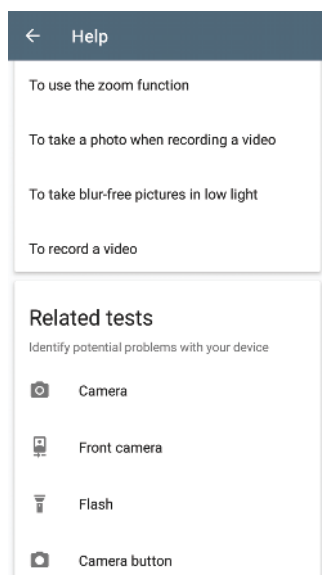 Help
To use the zoom function
To take a photo when recording a video
To take blur-free pictures in low light
To record a video
Related tests
Identify potential problems with your device
Camera
Front camera
Flash
Camera button